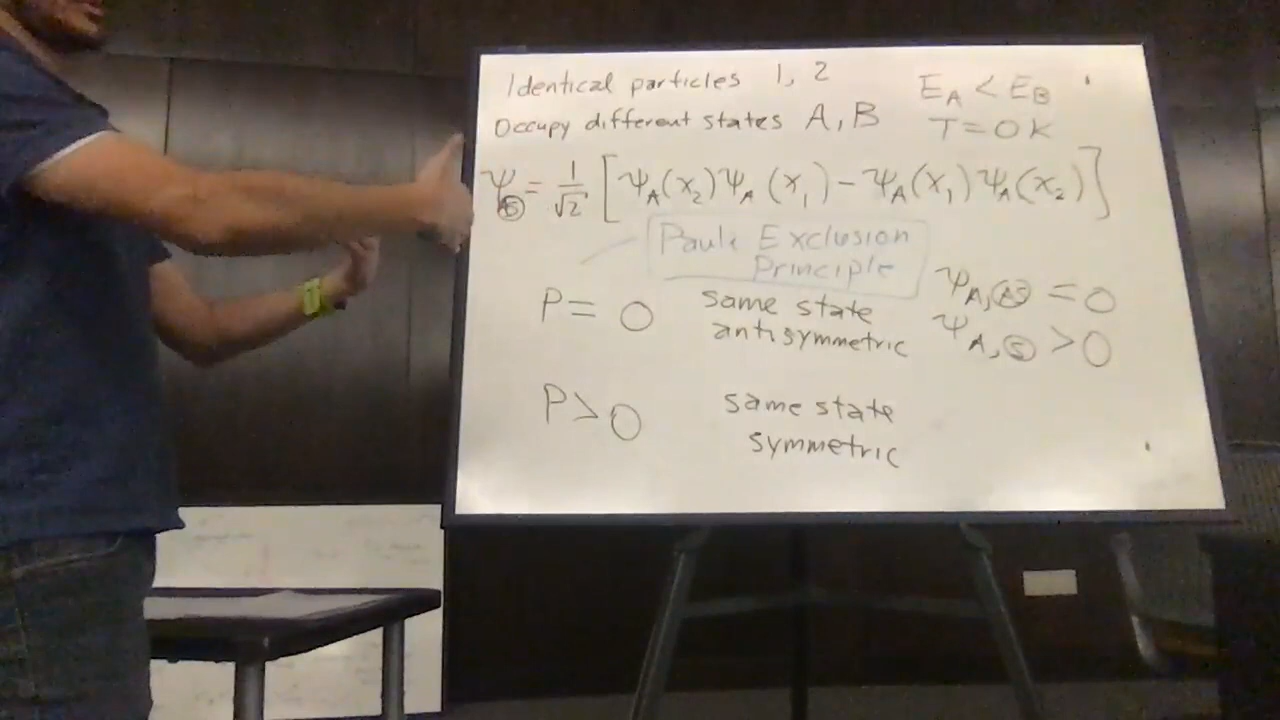 Identical particles 1, 2
Occupy different states A, B
E_A < E_B
T = 0 K
Ψ_Ⓢ = 1/√2 [Ψ_A(x₂)Ψ_A(x₁) − Ψ_A(x₁)Ψ_A(x₂)]
Pauli Exclusion
Principle
P = 0
same state
antisymmetric
Ψ_A,Ⓐ = 0
Ψ_A,Ⓢ > 0
P > 0
same state
symmetric